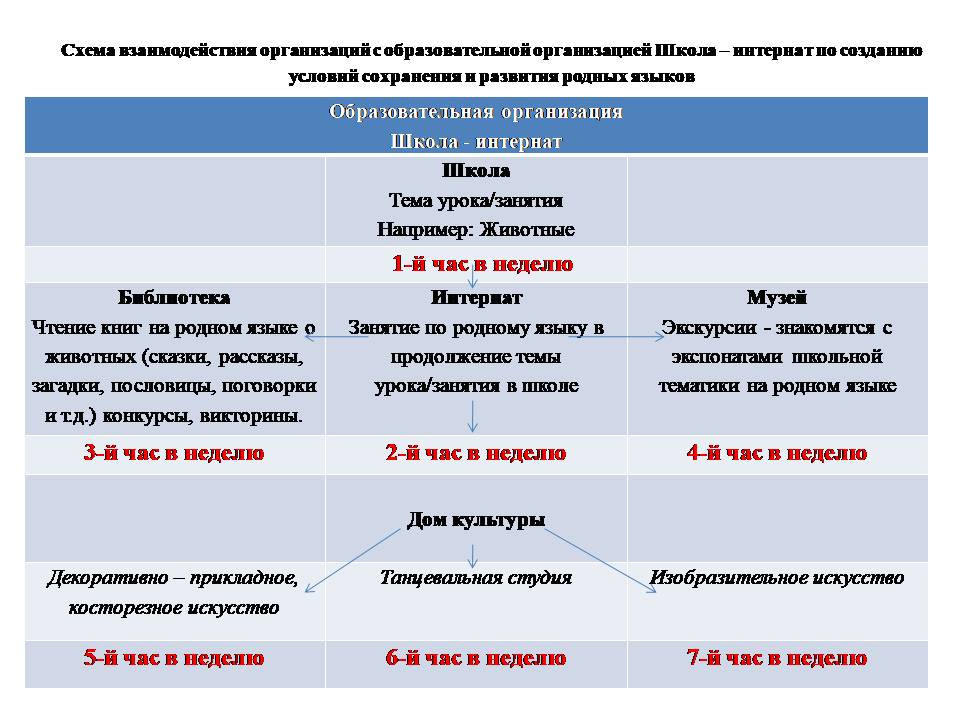 Схема взаимодействия организаций с образовательной организацией Школа – интернат по созданию
условий сохранения и развития родных языков
Образовательная организация
Школа - интернат
Школа
Тема урока/занятия
Например: Животные
1-й час в неделю
Библиотека
Чтение книг на родном языке о
животных (сказки, рассказы,
загадки, пословицы, поговорки
и т.д.) конкурсы, викторины.
Интернат
Занятие по родному языку в
продолжение темы
урока/занятия в школе
Музей
Экскурсии - знакомятся с
экспонатами школьной
тематики на родном языке
3-й час в неделю
2-й час в неделю
4-й час в неделю
Дом культуры
Декоративно – прикладное,
косторезное искусство
Танцевальная студия
Изобразительное искусство
5-й час в неделю
6-й час в неделю
7-й час в неделю